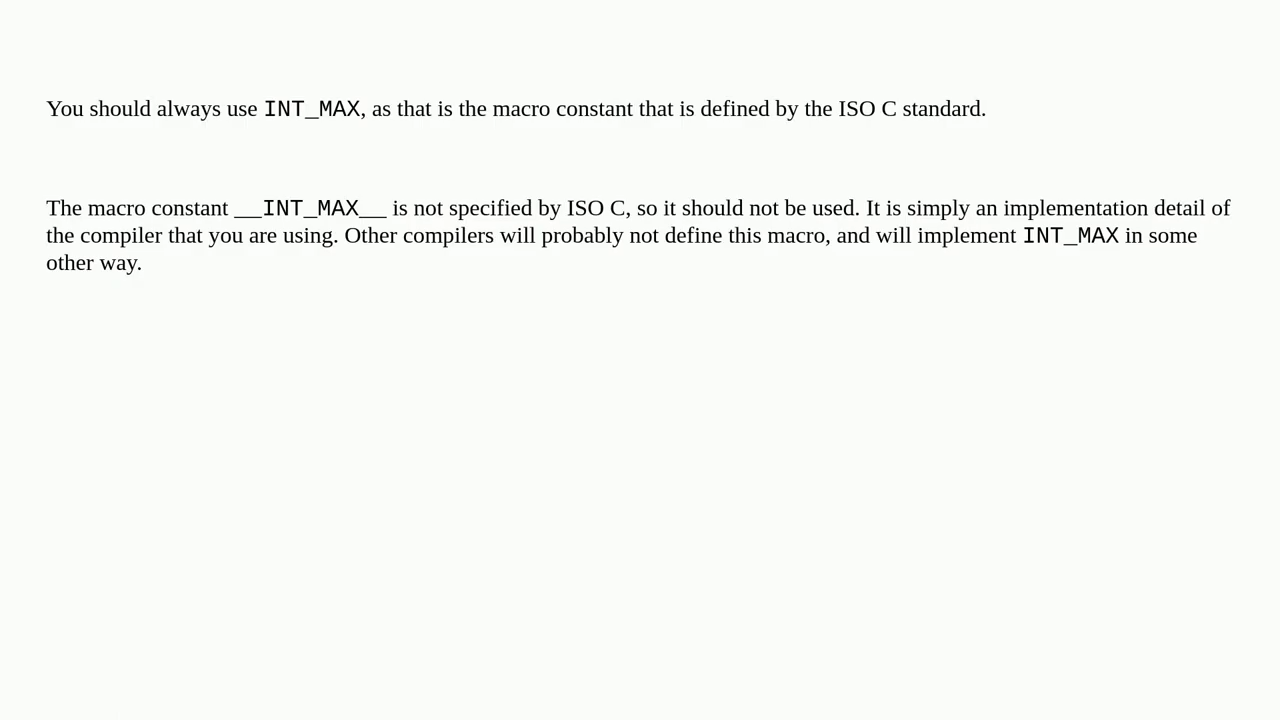 You should always use INT_MAX, as that is the macro constant that is defined by the ISO C standard.
The macro constant __INT_MAX__ is not specified by ISO C, so it should not be used. It is simply an implementation detail of
the compiler that you are using. Other compilers will probably not define this macro, and will implement INT_MAX in some
other way.